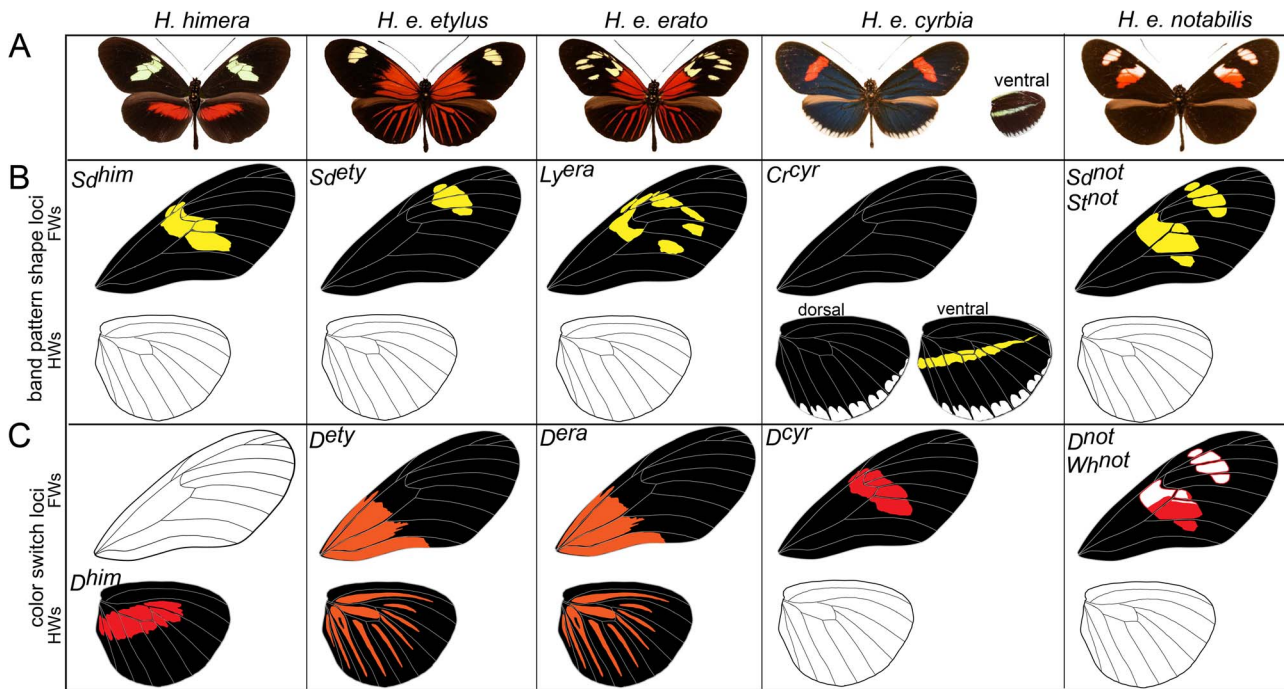 H. himera
H. e. etylus
H. e. erato
H. e. cyrbia
H. e. notabilis
A
ventral
B
band pattern shape loci
FWs
HWs
Sdhim
Sdety
Lyera
Crcyr
Sdnot
Stnot
dorsal
ventral
C
color switch loci
FWs
HWs
Dety
Dera
Dcyr
Dnot
Whnot
Dhim